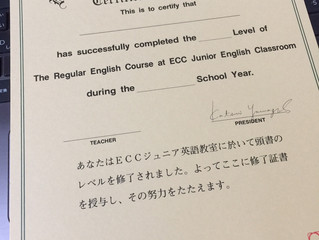 This is to certify that
has successfully completed the Level of
The Regular English Course at ECC Junior English Classroom
during the School Year.
TEACHER
PRESIDENT
あなたはECCジュニア英語教室に於いて頭書の
レベルを修了されました。よってここに修了証書
を授与し、その努力をたたえます。